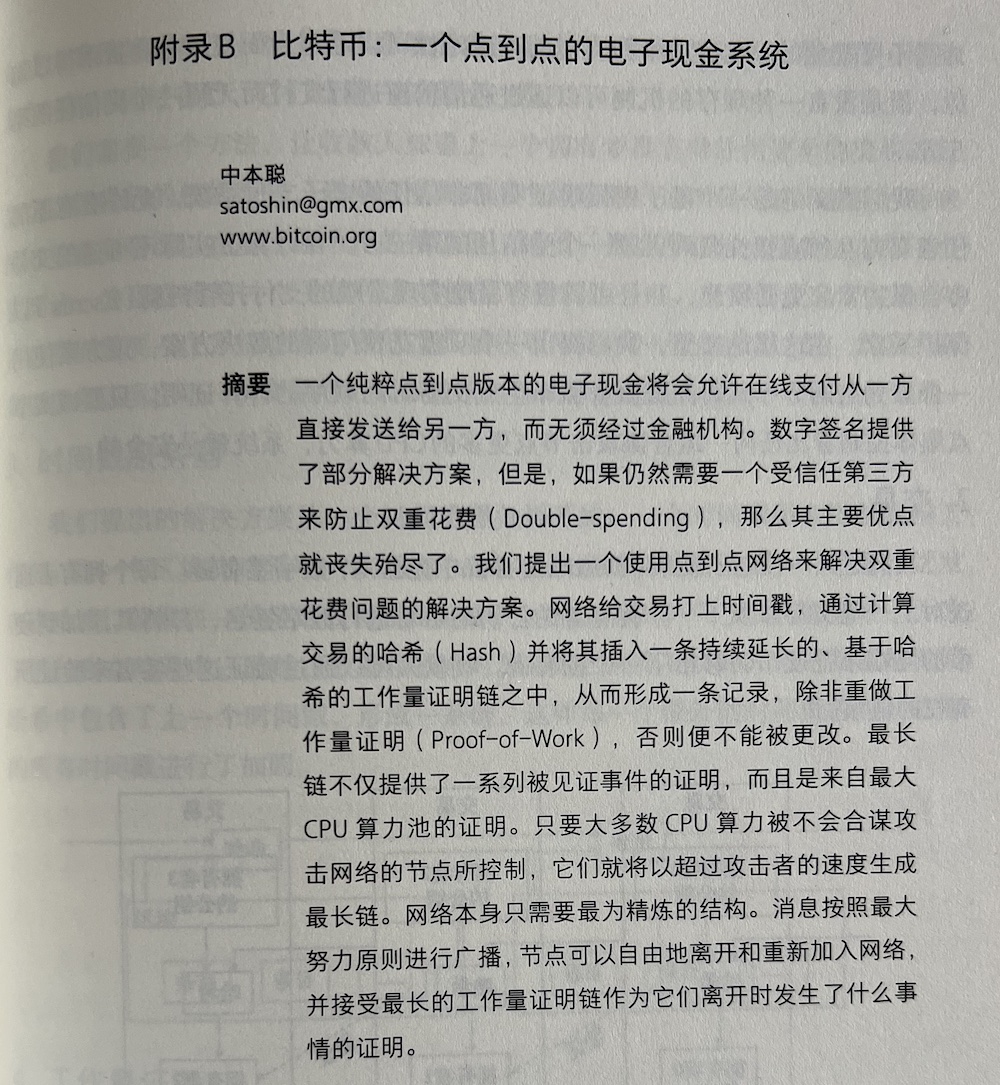 附录B 比特币：一个点到点的电子现金系统
中本聪
satoshin@gmx.com
www.bitcoin.org
摘要 一个纯粹点到点版本的电子现金将会允许在线支付从一方
直接发送给另一方，而无须经过金融机构。数字签名提供
了部分解决方案，但是，如果仍然需要一个受信任第三方
来防止双重花费（Double-spending），那么其主要优点
就丧失殆尽了。我们提出一个使用点到点网络来解决双重
花费问题的解决方案。网络给交易打上时间戳，通过计算
交易的哈希（Hash）并将其插入一条持续延长的、基于哈
希的工作量证明链之中，从而形成一条记录，除非重做工
作量证明（Proof-of-Work），否则便不能被更改。最长
链不仅提供了一系列被见证事件的证明，而且是来自最大
CPU 算力池的证明。只要大多数 CPU 算力被不会合谋攻
击网络的节点所控制，它们就将以超过攻击者的速度生成
最长链。网络本身只需要最为精炼的结构。消息按照最大
努力原则进行广播，节点可以自由地离开和重新加入网络，
并接受最长的工作量证明链作为它们离开时发生了什么事
情的证明。